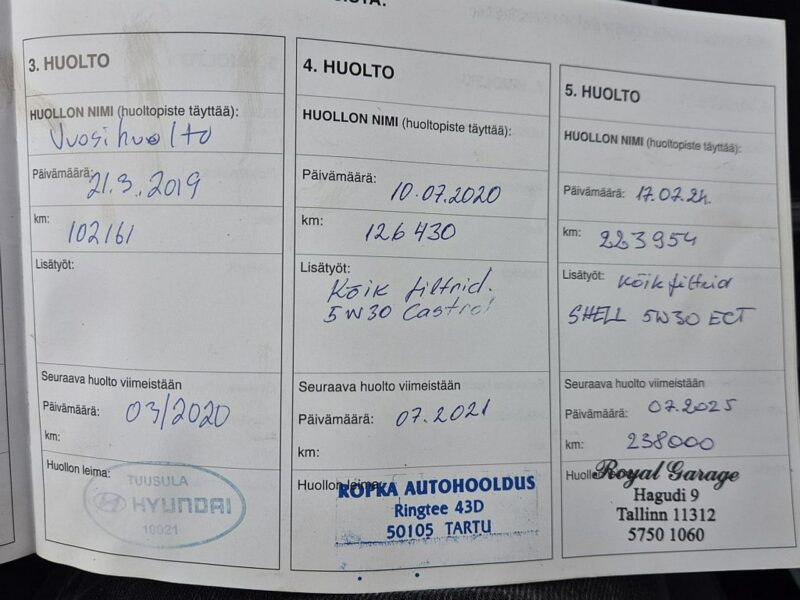 3. HUOLTO
HUOLLON NIMI (huoltopiste täyttää):
Vuosihuolto
Päivämäärä: 21.3.2019
km: 102161
Lisätyöt:
Seuraava huolto viimeistään
Päivämäärä: 03/2020
km:
Huollon leima:
TUUSULA
HYUNDAI
4. HUOLTO
HUOLLON NIMI (huoltopiste täyttää):
Päivämäärä: 10.07.2020
km: 126 430
Lisätyöt:
Kõik filtrid.
5W30 Castrol
Seuraava huolto viimeistään
Päivämäärä: 07.2021
km:
Huollon leima:
ROPKA AUTOHOOLDUS
Ringtee 43D
50105 TARTU
5. HUOLTO
HUOLLON NIMI (huoltopiste täyttää):
Päivämäärä: 17.07.24.
km: 223954
Lisätyöt: Kõik filtrid
SHELL 5W30 ECT
Seuraava huolto viimeistään
Päivämäärä: 07.2025
km: 238000
Royal Garage
Hagudi 9
Tallinn 11312
5750 1060